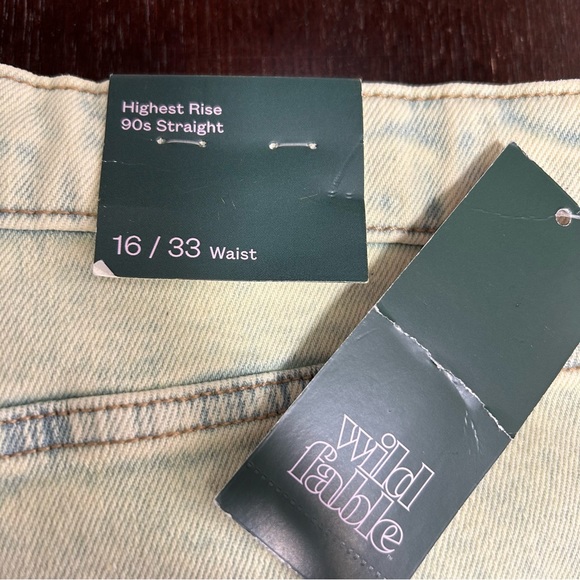 Highest Rise
90s Straight
16 / 33 Waist
wild
fable